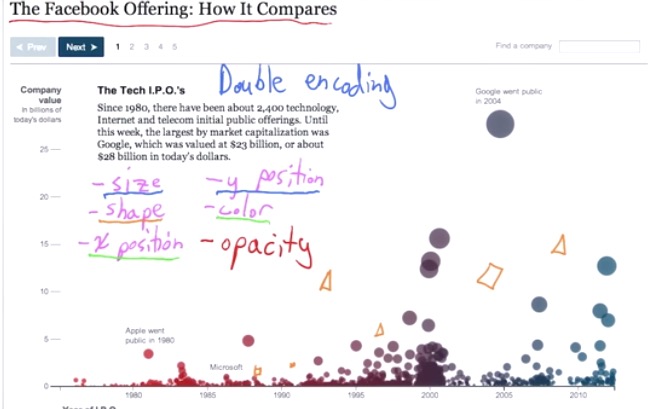 The Facebook Offering: How It Compares
< Prev Next > 1 2 3 4 5 Find a company
Company value in billions of today's dollars
The Tech I.P.O.'s
Double encoding
Since 1980, there have been about 2,400 technology,
Internet and telecom initial public offerings. Until
this week, the largest by market capitalization was
Google, which was valued at $23 billion, or about
$28 billion in today's dollars.
Google went public
in 2004
25
20
15
10
5
0
- size - y position
- shape - color
- x position - opacity
Apple went
public in 1980
Microsoft
1980 1985 1990 1995 2000 2005 2010